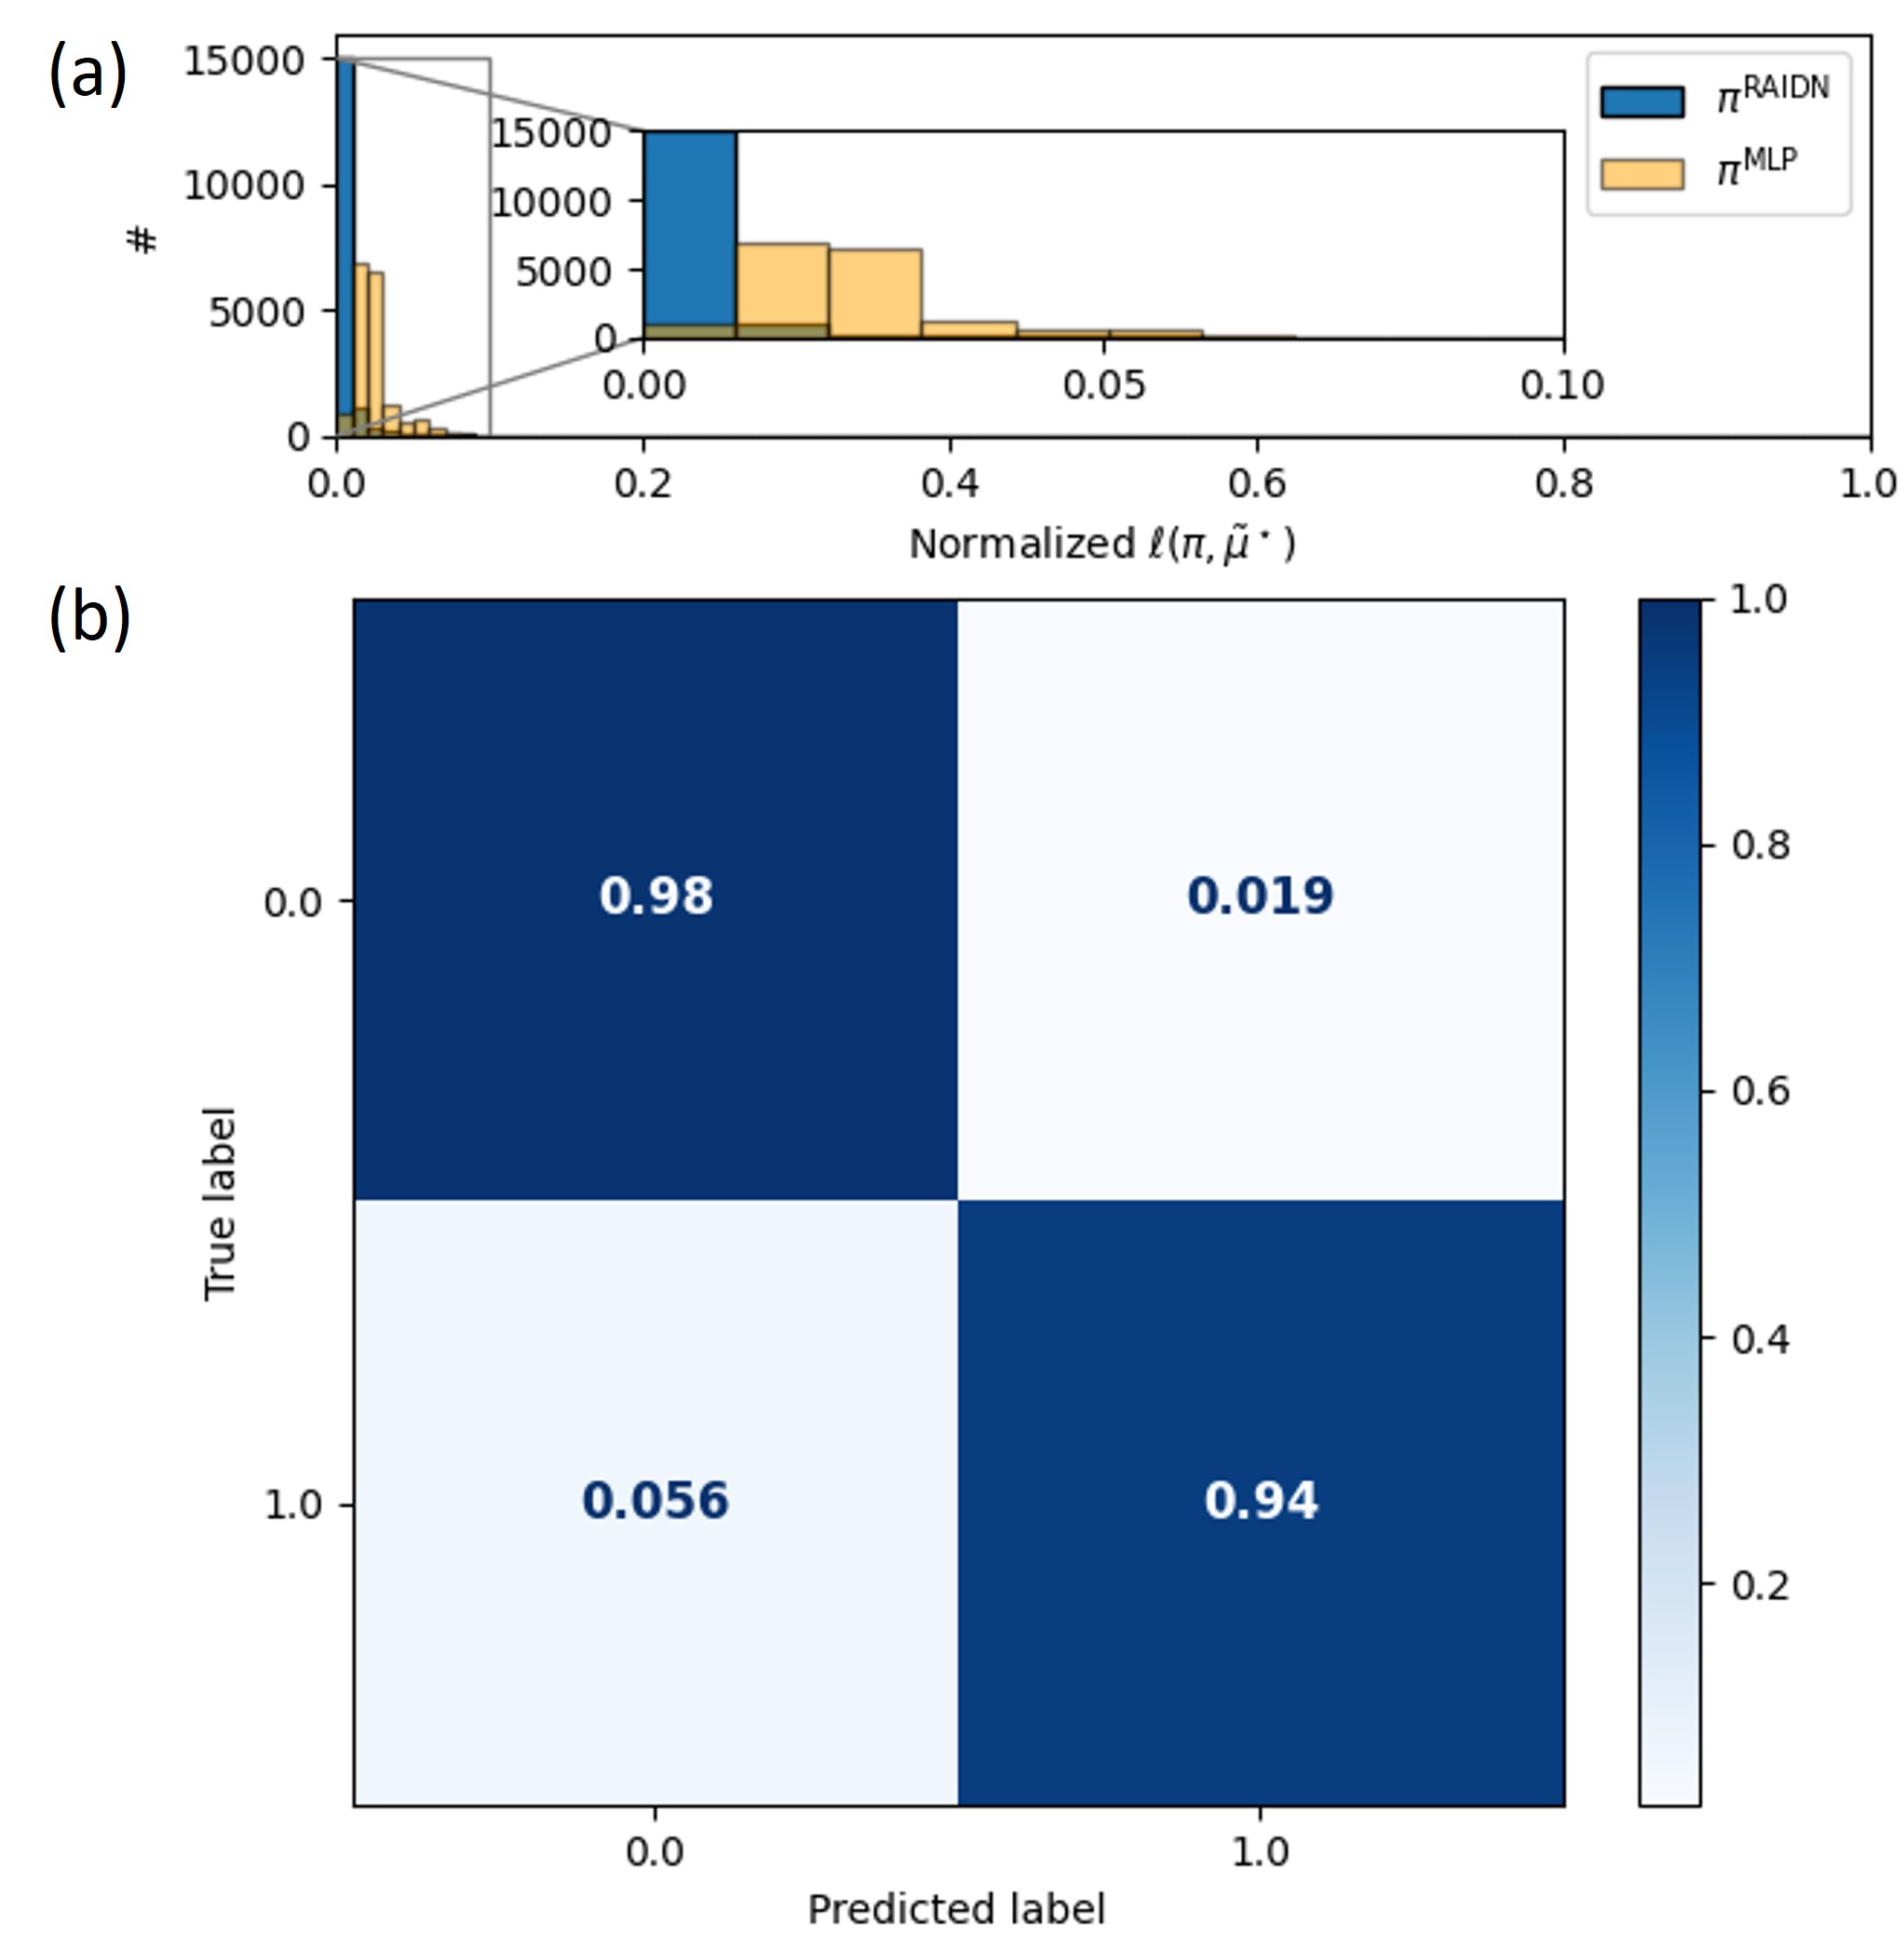 (a)
15000
10000
5000
0
#
15000
10000
5000
0
0.00 0.05 0.10
π^RAIDN
π^MLP
0.0 0.2 0.4 0.6 0.8 1.0
Normalized ℓ(π, μ̃⋆)
(b)
0.98 0.019
0.056 0.94
0.0
1.0
True label
0.0 1.0
Predicted label
1.0
0.8
0.6
0.4
0.2